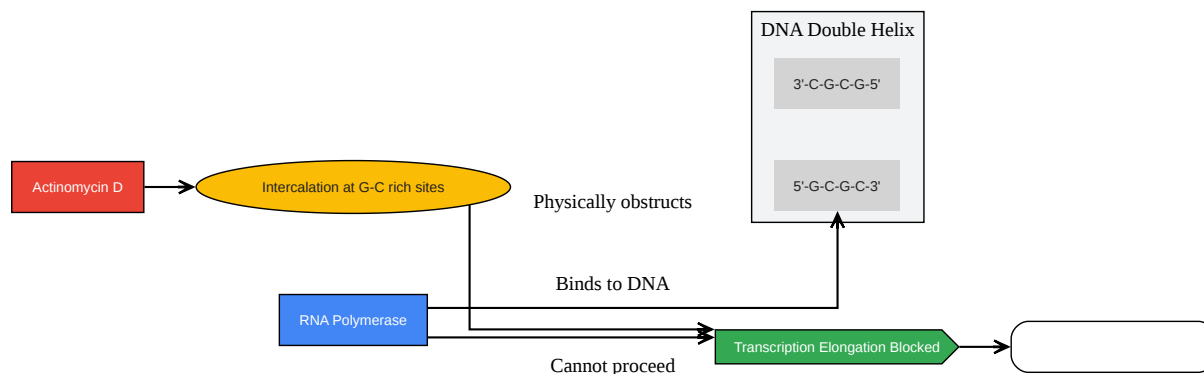 DNA Double Helix
3'-C-G-C-G-5'
Actinomycin D
Intercalation at G-C rich sites
5'-G-C-G-C-3'
Physically obstructs
Binds to DNA
RNA Polymerase
Transcription Elongation Blocked
Cannot proceed